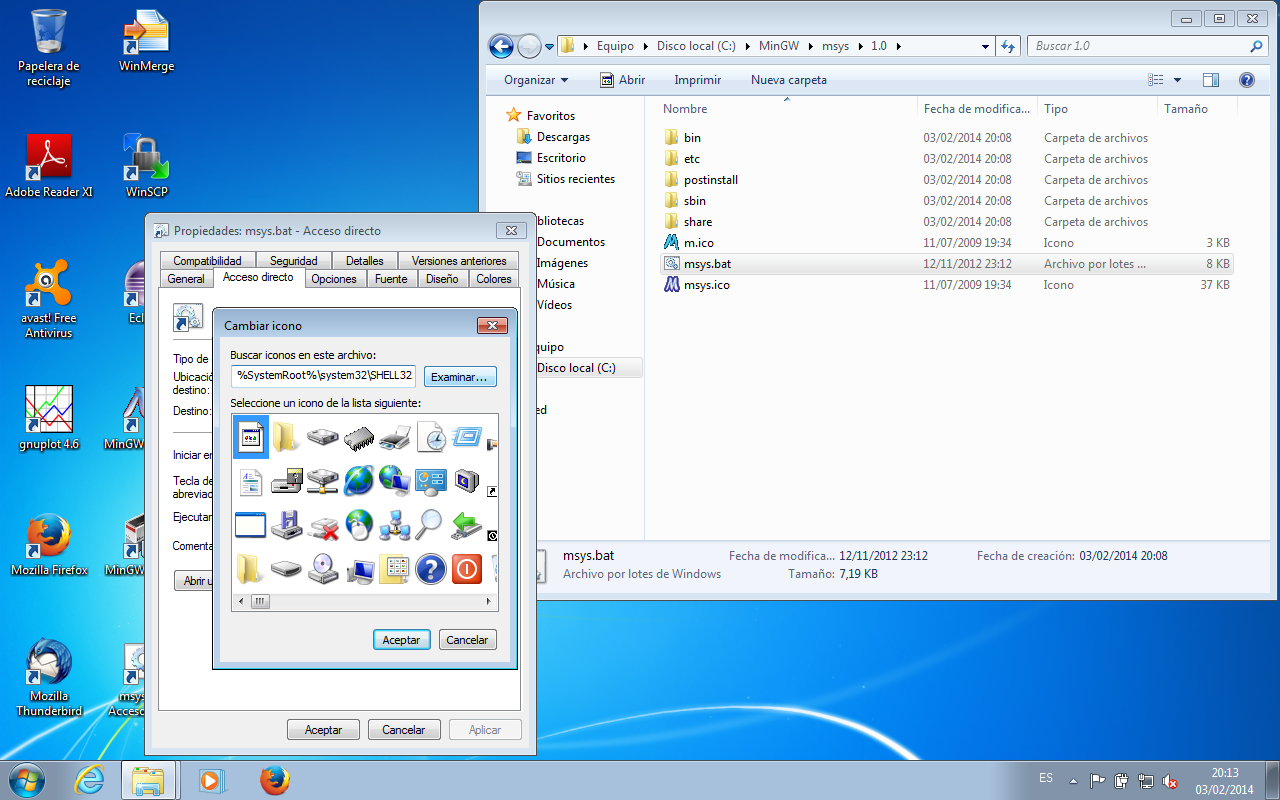 Papelera de
reciclaje
WinMerge
Adobe Reader XI
WinSCP
avast! Free
Antivirus
Ecl
gnuplot 4.6
MinGW
Mozilla Firefox
MinGW
Mozilla
Thunderbird
msys
Acceso
Equipo
Disco local (C:)
MinGW
msys
1.0
Buscar 1.0
Organizar
Abrir
Imprimir
Nueva carpeta
Favoritos
Descargas
Escritorio
Sitios recientes
bliotecas
Documentos
Imágenes
Música
Vídeos
quipo
Disco local (C:)
ed
Nombre Fecha de modifica... Tipo Tamaño
bin 03/02/2014 20:08 Carpeta de archivos
etc 03/02/2014 20:08 Carpeta de archivos
postinstall 03/02/2014 20:08 Carpeta de archivos
sbin 03/02/2014 20:08 Carpeta de archivos
share 03/02/2014 20:08 Carpeta de archivos
m.ico 11/07/2009 19:34 Icono 3 KB
msys.bat 12/11/2012 23:12 Archivo por lotes ... 8 KB
msys.ico 11/07/2009 19:34 Icono 37 KB
msys.bat Fecha de modifica... 12/11/2012 23:12 Fecha de creación: 03/02/2014 20:08
Archivo por lotes de Windows Tamaño: 7,19 KB
Propiedades: msys.bat - Acceso directo
Compatibilidad Seguridad Detalles Versiones anteriores
General Acceso directo Opciones Fuente Diseño Colores
Tipo de
Ubicació
destino:
Destino:
Iniciar en
Tecla de
abreviad
Ejecutar
Comenta
Abrir u
Cambiar icono
Buscar iconos en este archivo:
%SystemRoot%\system32\SHELL32
Examinar...
Seleccione un icono de la lista siguiente:
Aceptar Cancelar
Aceptar Cancelar Aplicar
ES
20:13
03/02/2014